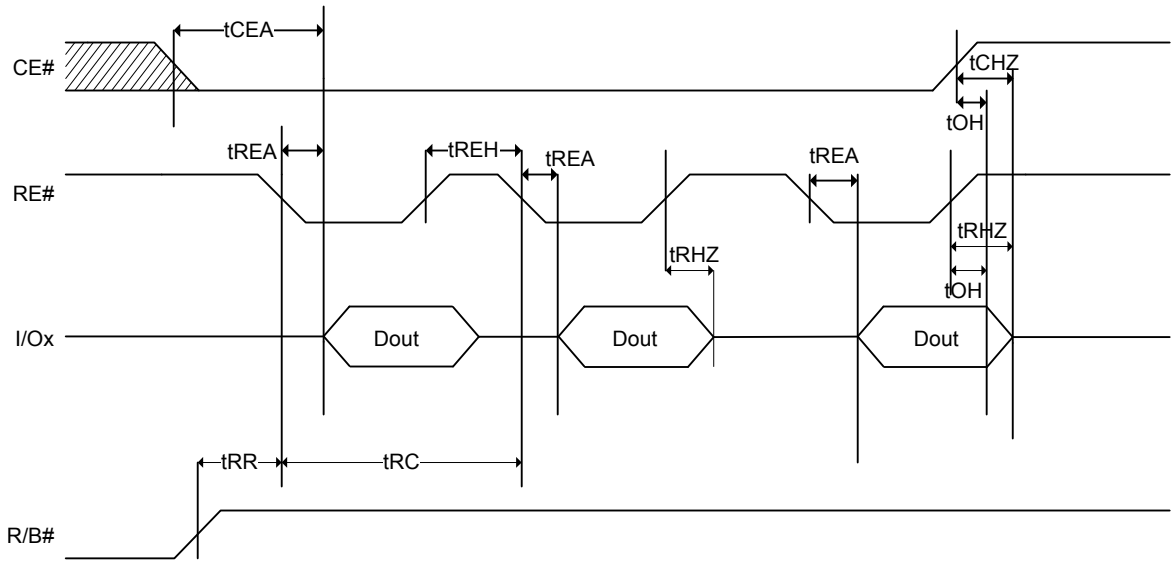 tCEA
CE#
tCHZ
tOH
tREA
tREH
tREA
tREA
RE#
tRHZ
tRHZ
tOH
I/Ox
Dout
Dout
Dout
tRR
tRC
R/B#